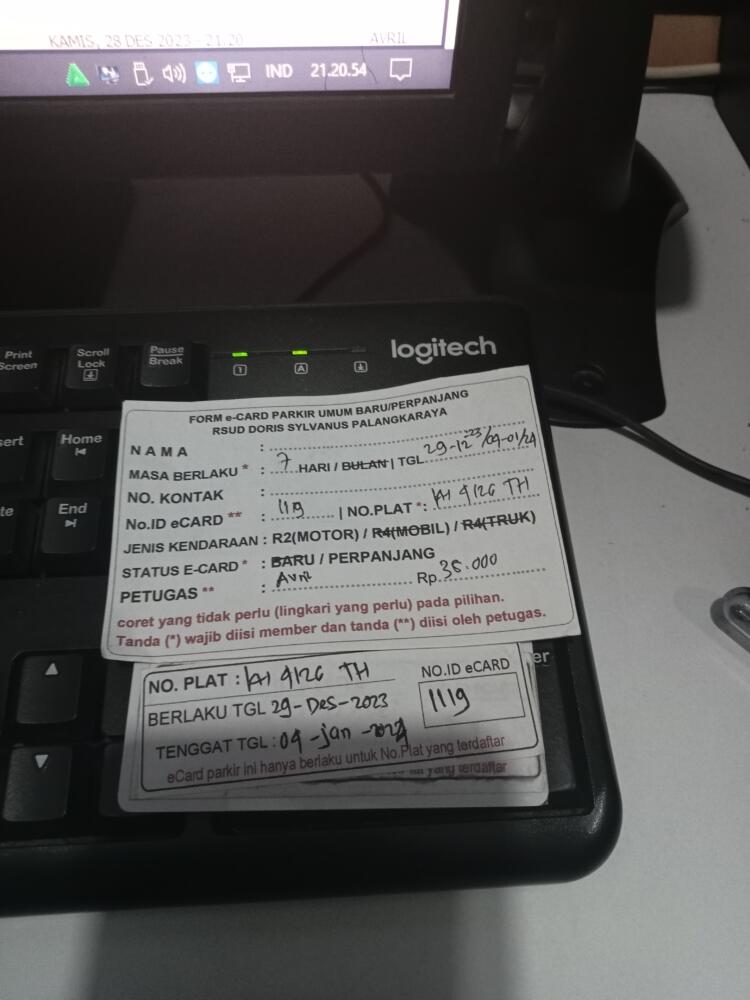 KAMIS, 28 DES 2023 - 21.20 AVRIL
IND 21.20.54
Print Screen
Scroll Lock
Pause Break
1 A
logitech
Home
End
FORM e-CARD PARKIR UMUM BARU/PERPANJANG
RSUD DORIS SYLVANUS PALANGKARAYA
NAMA :
MASA BERLAKU * : 7 HARI / BULAN | TGL 29-12-23/04-01/24
NO. KONTAK :
No.ID eCARD ** : 1119 | NO.PLAT *: KH 4126 TH
JENIS KENDARAAN : R2(MOTOR) / R4(MOBIL) / R4(TRUK)
STATUS E-CARD * : BARU / PERPANJANG
PETUGAS ** : Avril Rp. 35.000
coret yang tidak perlu (lingkari yang perlu) pada pilihan.
Tanda (*) wajib diisi member dan tanda (**) diisi oleh petugas.
NO. PLAT : KH 4126 TH
NO.ID eCARD
1119
BERLAKU TGL 29-Des-2023
TENGGAT TGL : 04-jan-2024
eCard parkir ini hanya berlaku untuk No.Plat yang terdaftar
yang terdaftar